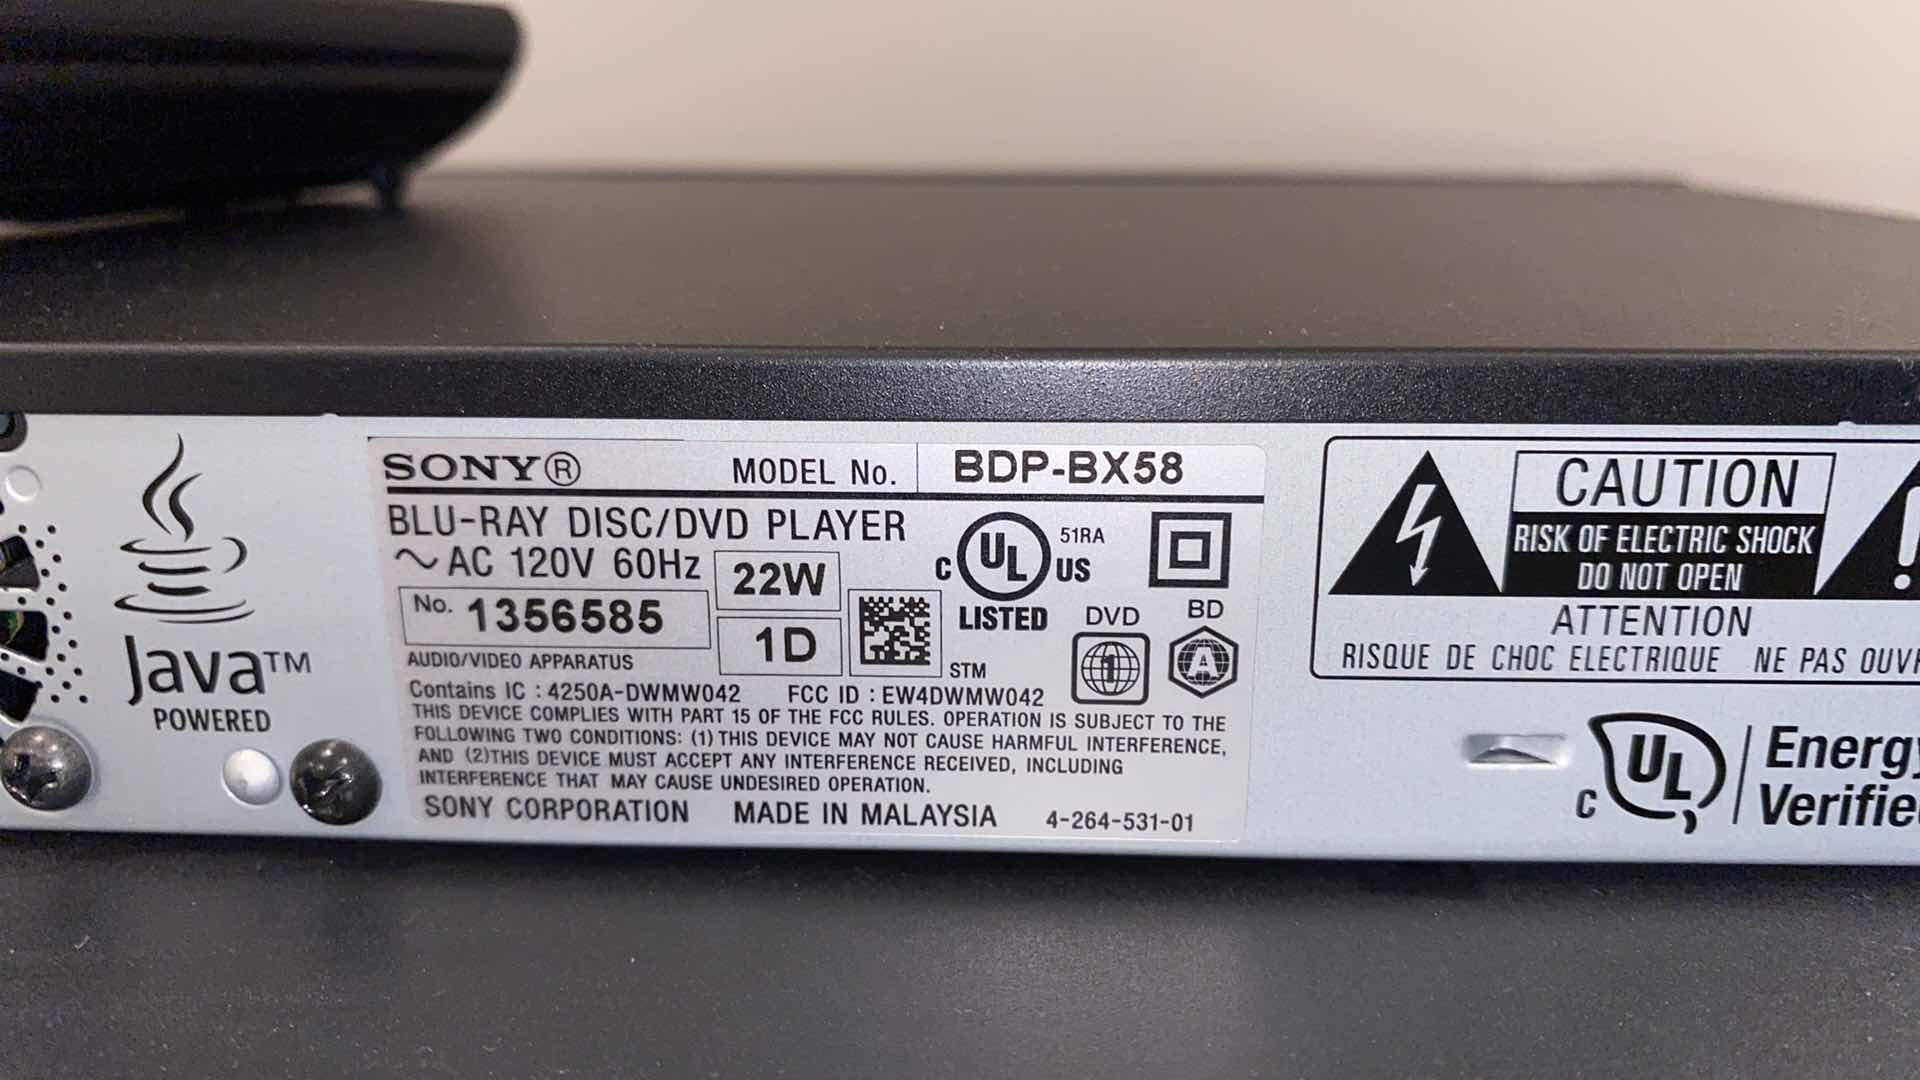 Java™
POWERED
SONY®
MODEL No.
BDP-BX58
BLU-RAY DISC/DVD PLAYER
~AC 120V 60Hz
22W
No. 1356585
1D
C UL US
51RA
LISTED
DVD
1
BD
A
STM
AUDIO/VIDEO APPARATUS
Contains IC : 4250A-DWMW042 FCC ID : EW4DWMW042
THIS DEVICE COMPLIES WITH PART 15 OF THE FCC RULES. OPERATION IS SUBJECT TO THE
FOLLOWING TWO CONDITIONS: (1) THIS DEVICE MAY NOT CAUSE HARMFUL INTERFERENCE,
AND (2)THIS DEVICE MUST ACCEPT ANY INTERFERENCE RECEIVED, INCLUDING
INTERFERENCE THAT MAY CAUSE UNDESIRED OPERATION.
SONY CORPORATION MADE IN MALAYSIA 4-264-531-01
CAUTION
RISK OF ELECTRIC SHOCK
DO NOT OPEN
ATTENTION
RISQUE DE CHOC ELECTRIQUE NE PAS
C UL